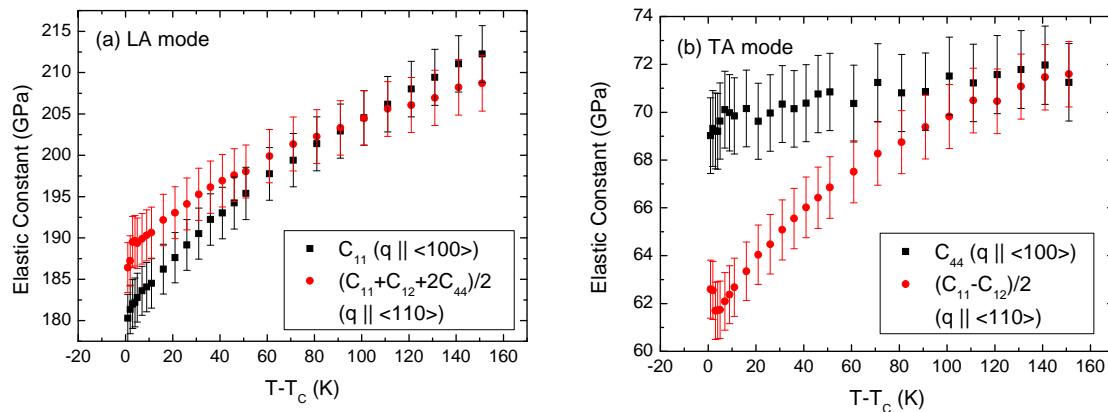 (a) LA mode
215
210
205
200
195
190
185
180
Elastic Constant (GPa)
C11 (q || <100>)
(C11+C12+2C44)/2
(q || <110>)
-20 0 20 40 60 80 100 120 140 160
T-TC (K)
(b) TA mode
74
72
70
68
66
64
62
60
Elastic Constant (GPa)
C44 (q || <100>)
(C11-C12)/2
(q || <110>)
-20 0 20 40 60 80 100 120 140 160
T-TC (K)